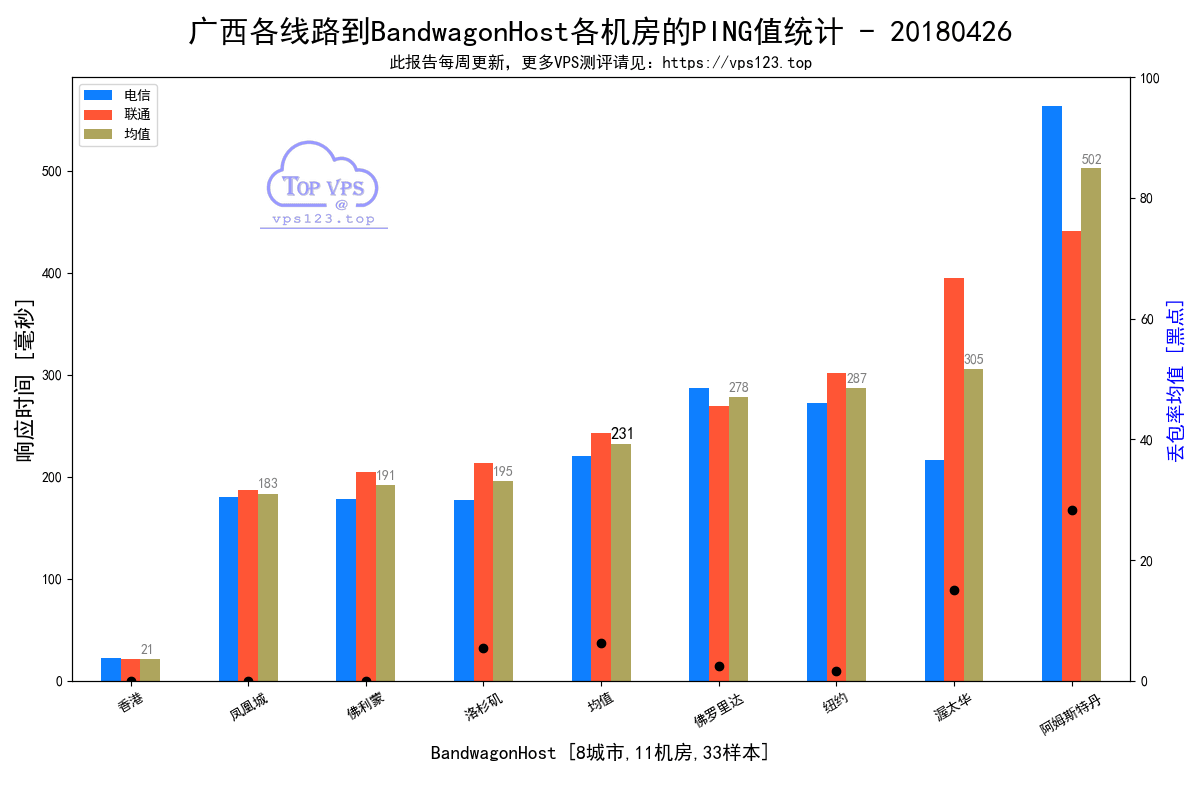 广西各线路到BandwagonHost各机房的PING值统计 - 20180426
此报告每周更新，更多VPS测评请见：https://vps123.top
电信
联通
均值
TOP VPS
@
vps123.top
响应时间 [毫秒]
500
400
300
200
100
0
100
80
60
40
20
0
丢包率均值 [黑点]
21
183
191
195
231
278
287
305
502
香港
凤凰城
佛利蒙
洛杉矶
均值
佛罗里达
纽约
渥太华
阿姆斯特丹
BandwagonHost [8城市,11机房,33样本]